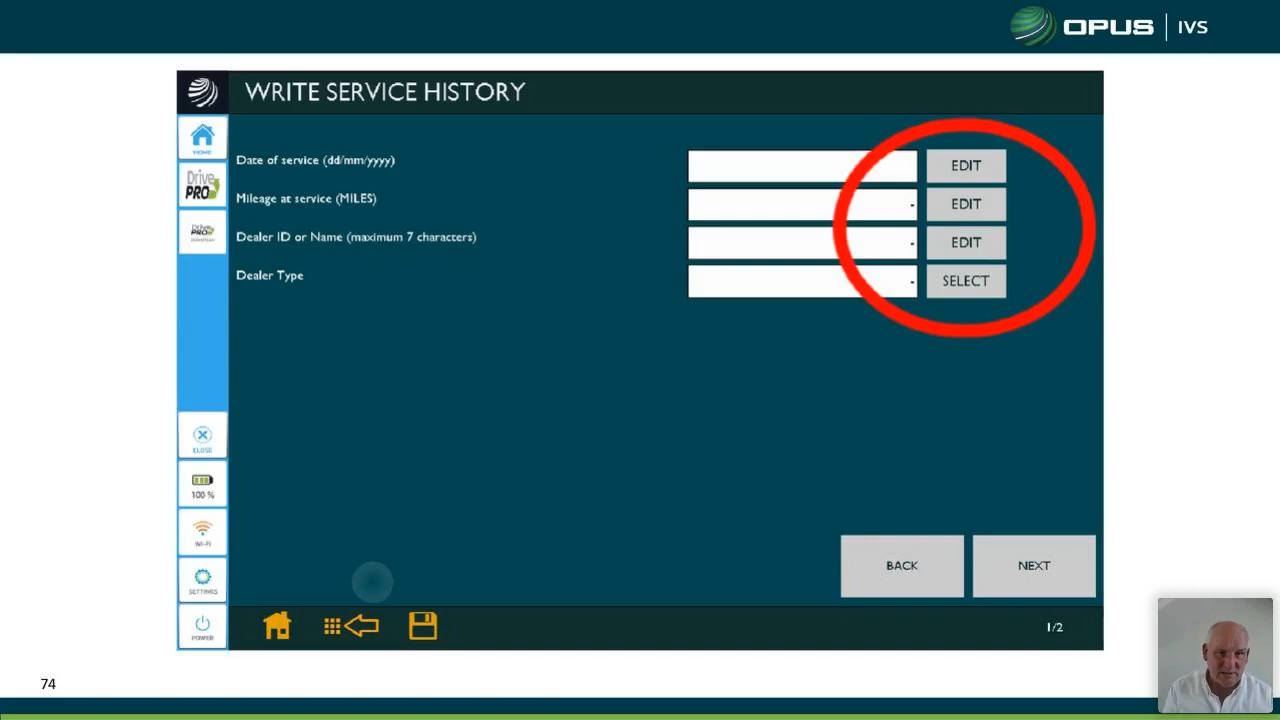 OPUS | IVS
WRITE SERVICE HISTORY
HOME
Drive PRO
Drive PRO
Date of service (dd/mm/yyyy)
EDIT
Mileage at service (MILES)
- EDIT
Dealer ID or Name (maximum 7 characters)
- EDIT
Dealer Type
- SELECT
CLOSE
100 %
WI-FI
SETTINGS
POWER
BACK
NEXT
1/2
74